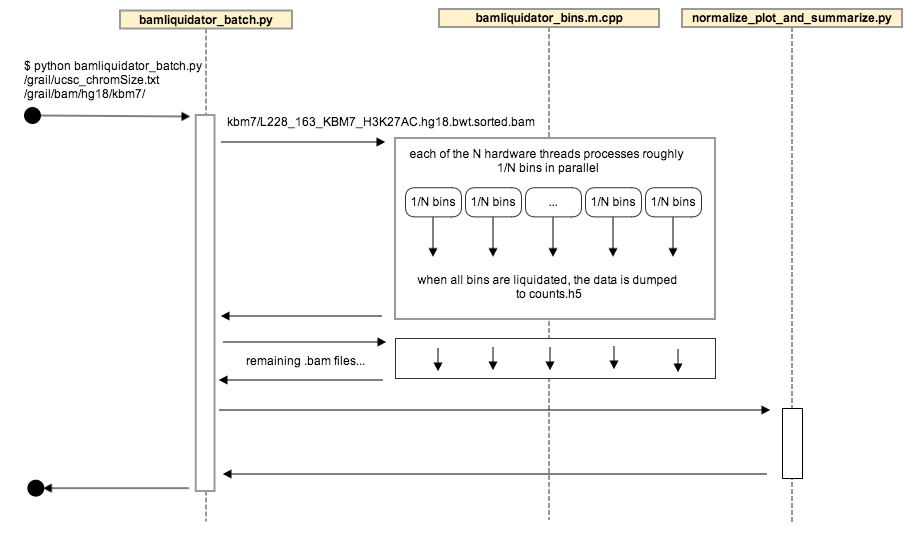 bamliquidator_batch.py
bamliquidator_bins.m.cpp
normalize_plot_and_summarize.py
$ python bamliquidator_batch.py
/grail/ucsc_chromSize.txt
/grail/bam/hg18/kbm7/
kbm7/L228_163_KBM7_H3K27AC.hg18.bwt.sorted.bam
each of the N hardware threads processes roughly
1/N bins in parallel
1/N bins
1/N bins
...
1/N bins
1/N bins
when all bins are liquidated, the data is dumped
to counts.h5
remaining .bam files...